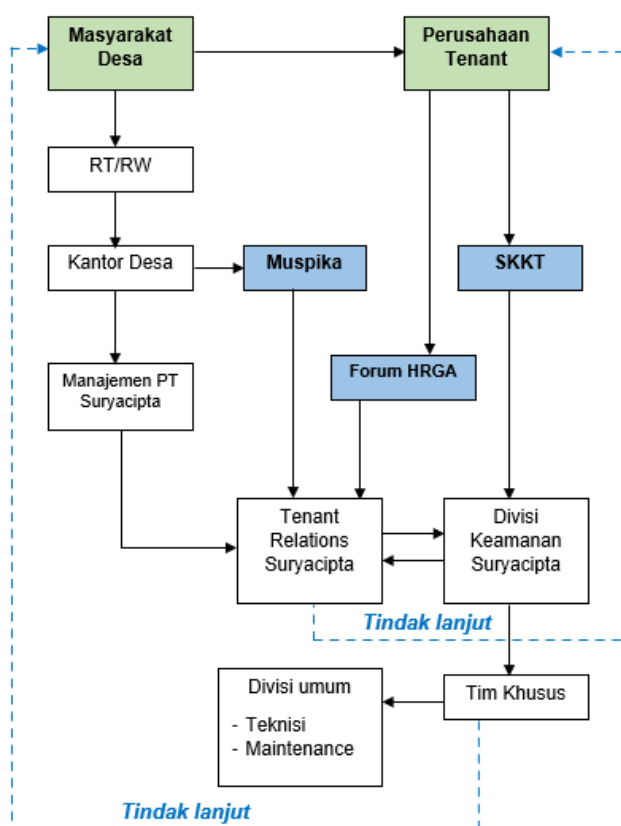 Masyarakat
Desa
Perusahaan
Tenant
RT/RW
Kantor Desa
Muspika
SKKT
Manajemen PT
Suryacipta
Forum HRGA
Tenant
Relations
Suryacipta
Divisi
Keamanan
Suryacipta
Tindak lanjut
Divisi umum
- Teknisi
- Maintenance
Tim Khusus
Tindak lanjut